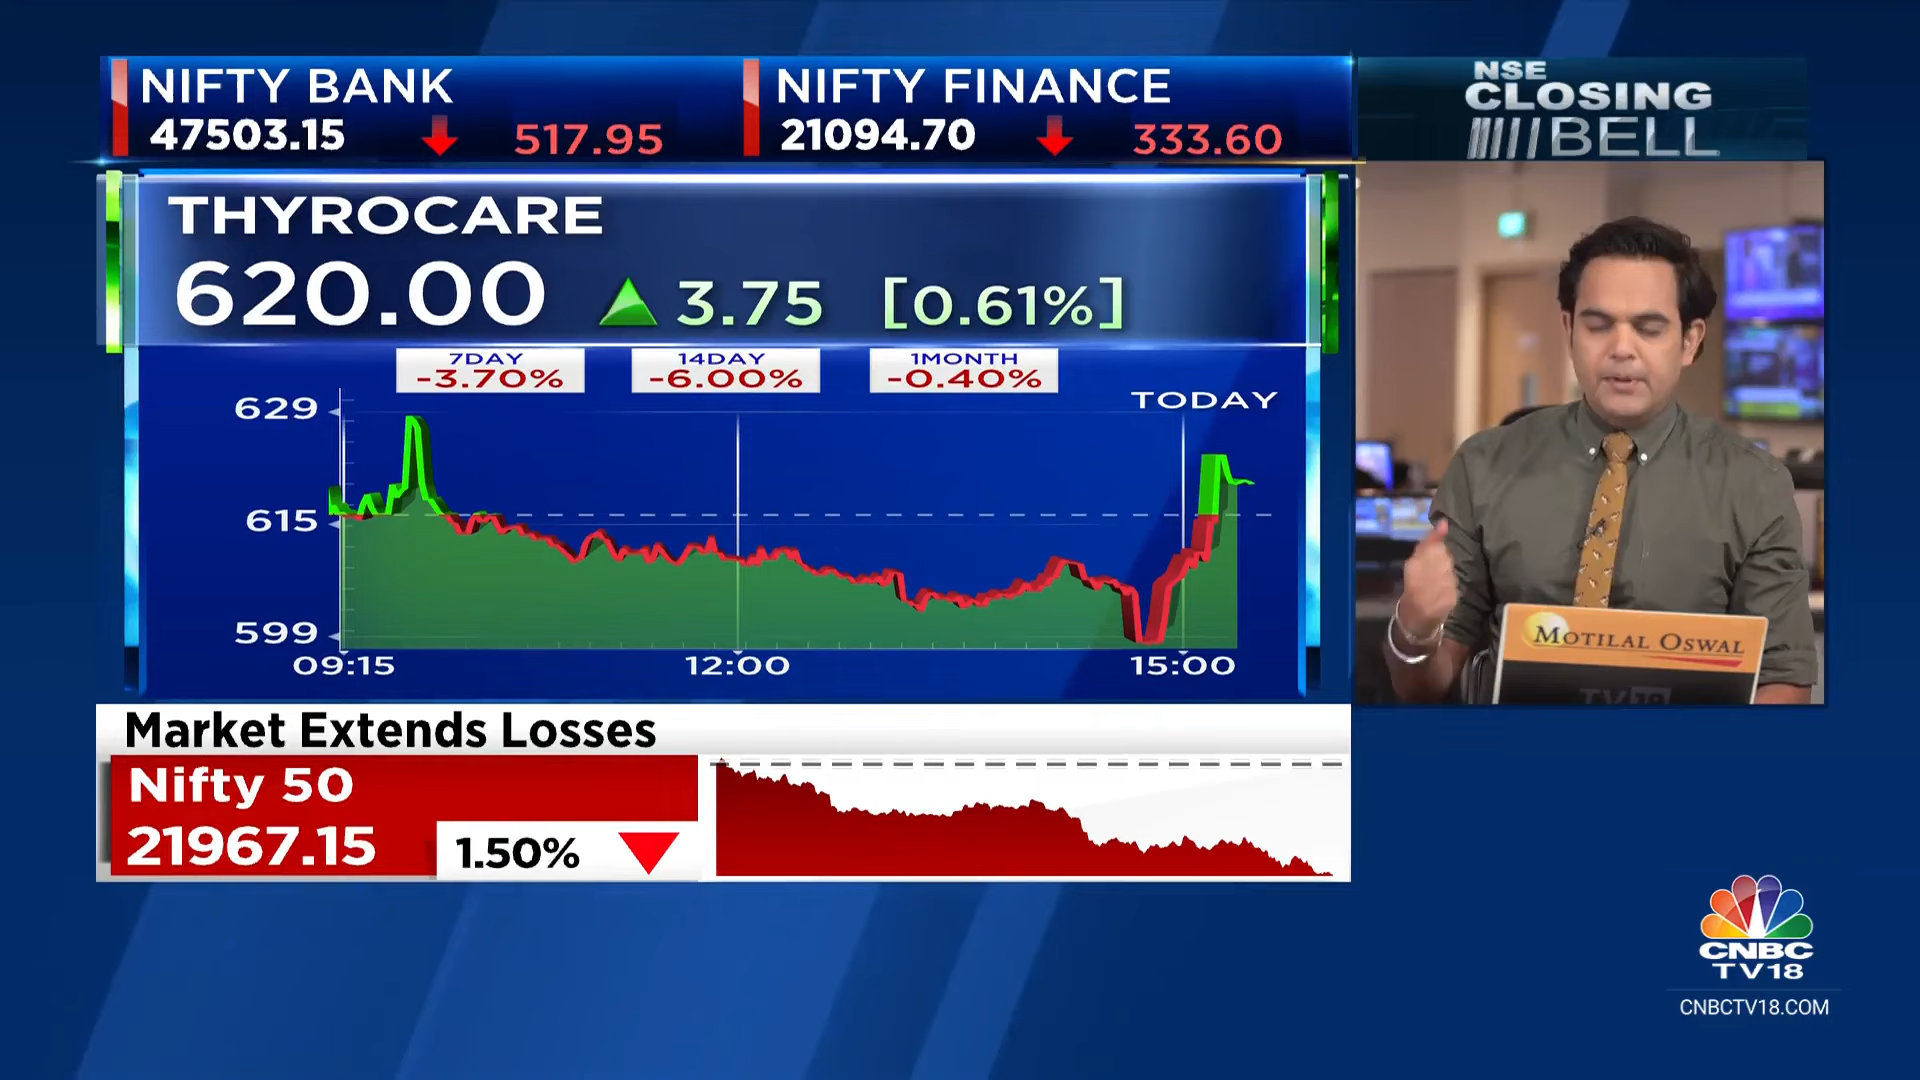 NIFTY BANK
47503.15 517.95
NIFTY FINANCE
21094.70 333.60
NSE
CLOSING
BELL
THYROCARE
620.00 3.75 [0.61%]
7DAY
-3.70%
14DAY
-6.00%
1MONTH
-0.40%
TODAY
629
615
599
09:15 12:00 15:00
MOTILAL OSWAL
TV18
Market Extends Losses
Nifty 50
21967.15 1.50%
CNBC
TV18
CNBCTV18.COM